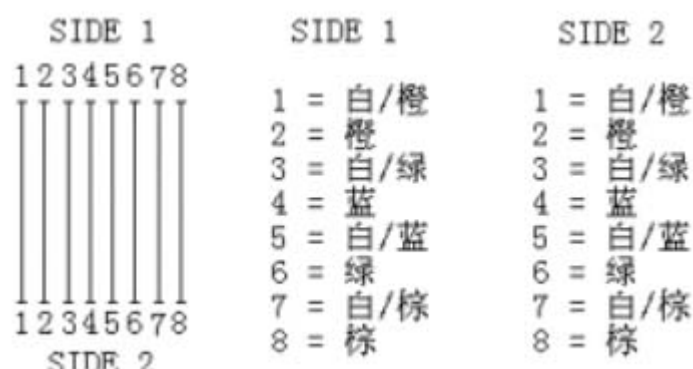 SIDE 1
12345678
12345678
SIDE 2
SIDE 1
1 = 白/橙
2 = 橙
3 = 白/绿
4 = 蓝
5 = 白/蓝
6 = 绿
7 = 白/棕
8 = 棕
SIDE 2
1 = 白/橙
2 = 橙
3 = 白/绿
4 = 蓝
5 = 白/蓝
6 = 绿
7 = 白/棕
8 = 棕